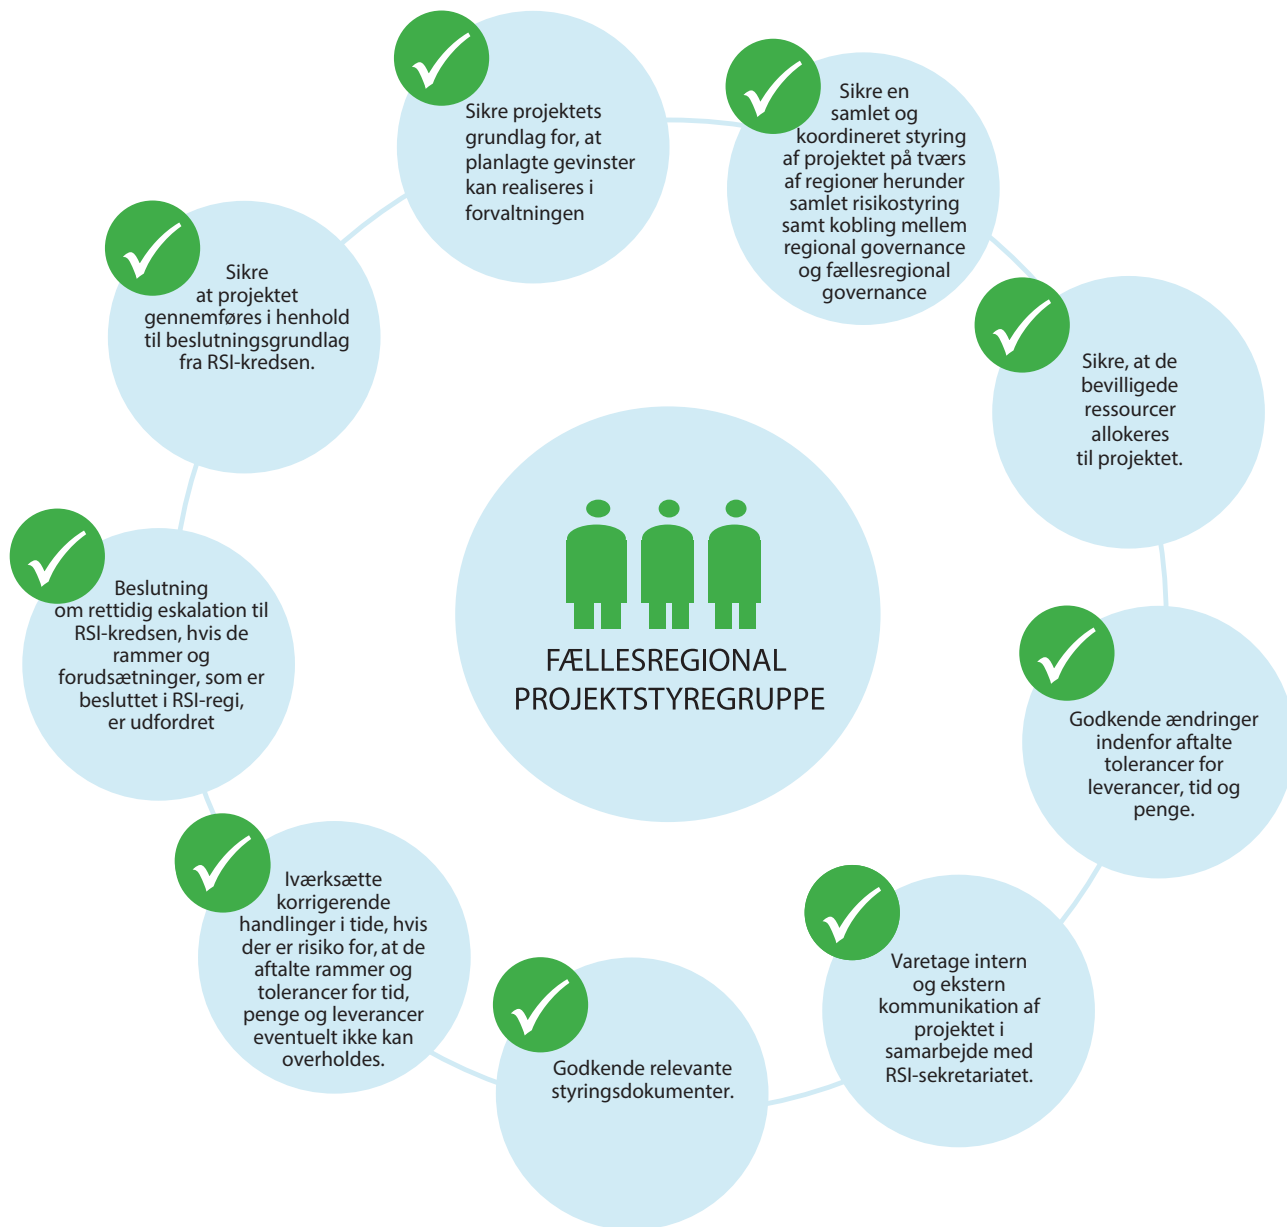 Sikre projektets
grundlag for, at
planlagte gevinster
kan realiseres i
forvaltningen
Sikre en
samlet og
koordineret styring
af projektet på tværs
af regioner herunder
samlet risikostyring
samt kobling mellem
regional governance
og fællesregional
governance
Sikre, at de
bevilligede
ressourcer
allokeres
til projektet.
Godkende ændringer
indenfor aftalte
tolerancer for
leverancer, tid og
penge.
Varetage intern
og ekstern
kommunikation af
projektet i
samarbejde med
RSI-sekretariatet.
Godkende relevante
styringsdokumenter.
Iværksætte
korrigerende
handlinger i tide, hvis
der er risiko for, at de
aftalte rammer og
tolerancer for tid,
penge og leverancer
eventuelt ikke kan
overholdes.
Beslutning
om rettidig eskalation til
RSI-kredsen, hvis de
rammer og
forudsætninger, som er
besluttet i RSI-regi,
er udfordret
Sikre
at projektet
gennemføres i henhold
til beslutningsgrundlag
fra RSI-kredsen.
FÆLLESREGIONAL
PROJEKTSTYREGRUPPE